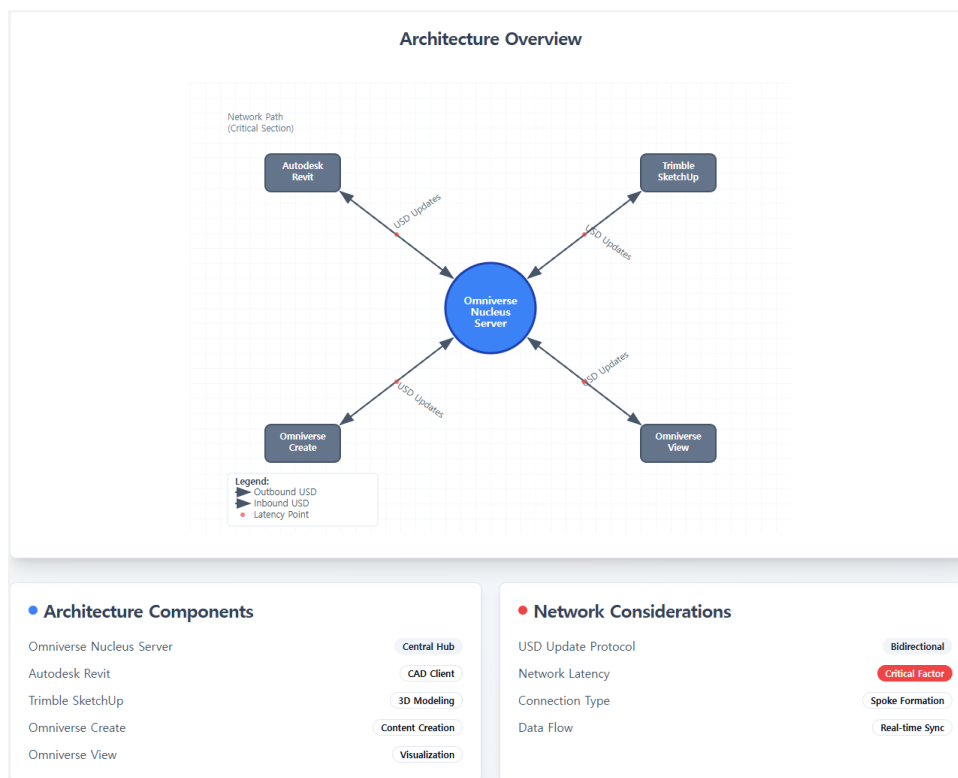 Architecture Overview
Network Path
(Critical Section)
Autodesk
Revit
Trimble
SketchUp
USD Updates
USD Updates
Omniverse
Nucleus
Server
USD Updates
USD Updates
Omniverse
Create
Omniverse
View
Legend:
Outbound USD
Inbound USD
Latency Point
Architecture Components
Omniverse Nucleus Server Central Hub
Autodesk Revit CAD Client
Trimble SketchUp 3D Modeling
Omniverse Create Content Creation
Omniverse View Visualization
Network Considerations
USD Update Protocol Bidirectional
Network Latency Critical Factor
Connection Type Spoke Formation
Data Flow Real-time Sync